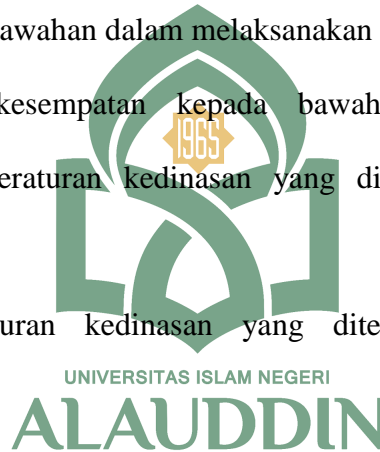 awahan dalam melaksanakan
kesempatan kepada bawah
1965
eraturan kedinasan yang di
uran kedinasan yang dite
UNIVERSITAS ISLAM NEGERI
ALAUDDIN